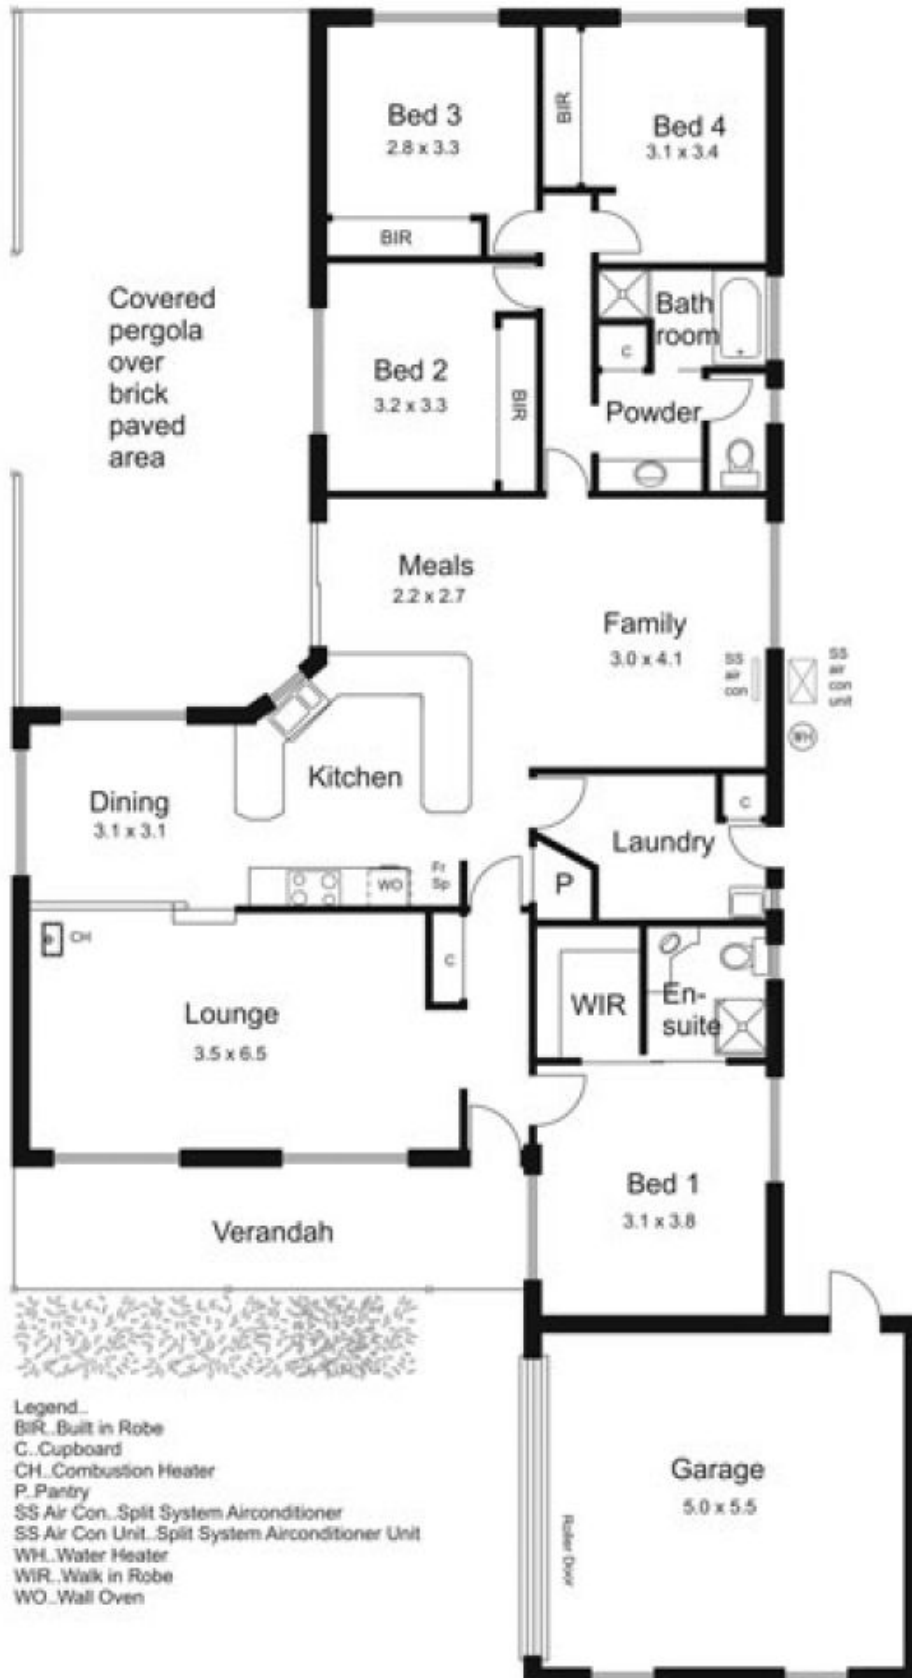 Bed 3
2.8 x 3.3
BIR
Bed 4
3.1 x 3.4
BIR
Covered
pergola
over
brick
paved
area
Bed 2
3.2 x 3.3
BIR
Bath
room
C
Powder
Meals
2.2 x 2.7
Family
3.0 x 4.1
SS
air
con
SS
air
con
unit
WH
Kitchen
Dining
3.1 x 3.1
Laundry
C
P
Fr
Sp
WO
CH
C
Lounge
3.5 x 6.5
WIR
En-
suite
Bed 1
3.1 x 3.8
Verandah
Garage
5.0 x 5.5
Roller Door
Legend..
BIR..Built in Robe
C..Cupboard
CH..Combustion Heater
P..Pantry
SS Air Con..Split System Airconditioner
SS Air Con Unit..Split System Airconditioner Unit
WH..Water Heater
WIR..Walk in Robe
WO..Wall Oven